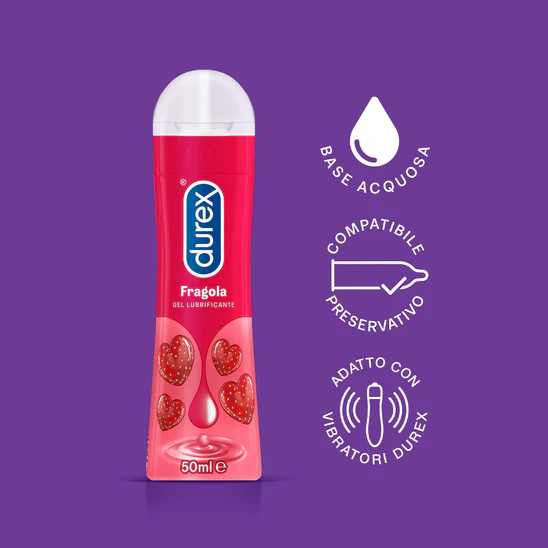 durex
®
Fragola
GEL LUBRIFICANTE
50ml e
BASE ACQUOSA
COMPATIBILE
PRESERVATIVO
ADATTO CON
VIBRATORI DUREX